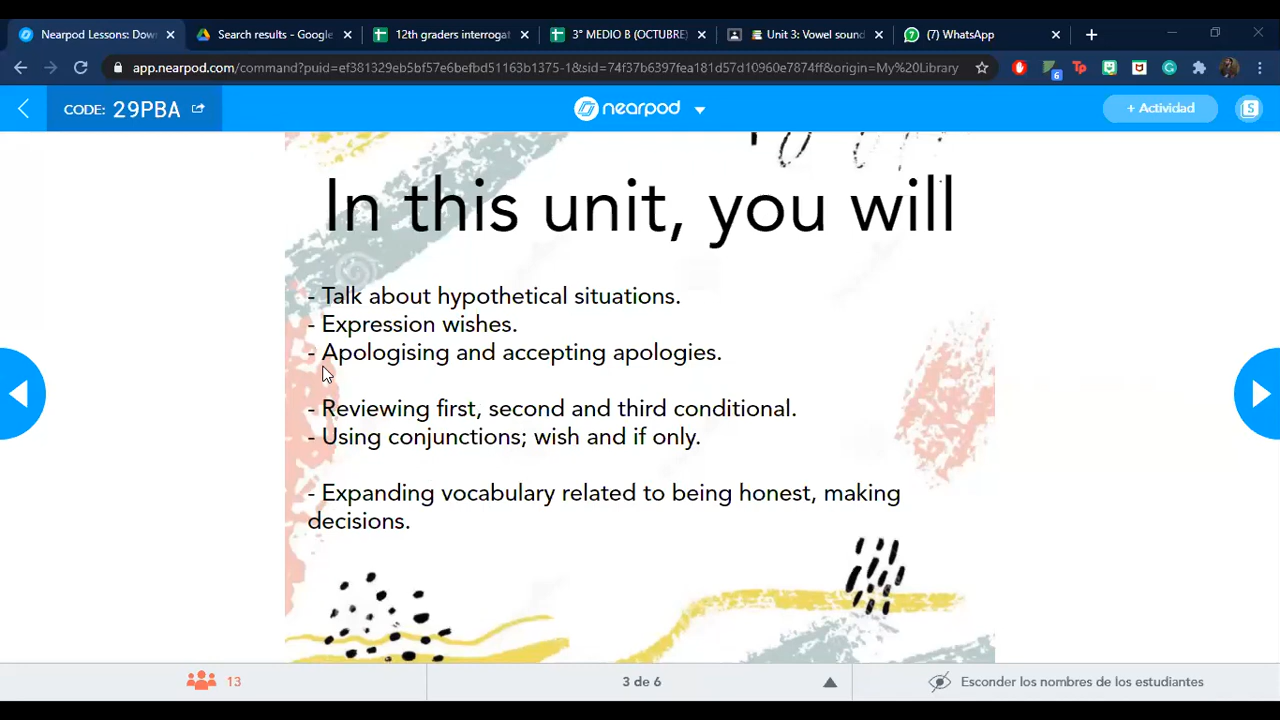 Nearpod Lessons: Dow
Search results - Google
12th graders interrogat
3° MEDIO B (OCTUBRE)
Unit 3: Vowel sound
(7) WhatsApp
app.nearpod.com/command?puid=ef381329eb5bf57e6befbd51163b1375-1&sid=74f37b6397fea181d57d10960e7874ff&origin=My%20Library
6
CODE: 29PBA
nearpod
+ Actividad
S
In this unit, you will
- Talk about hypothetical situations.
- Expression wishes.
- Apologising and accepting apologies.
- Reviewing first, second and third conditional.
- Using conjunctions; wish and if only.
- Expanding vocabulary related to being honest, making
decisions.
13
3 de 6
Esconder los nombres de los estudiantes